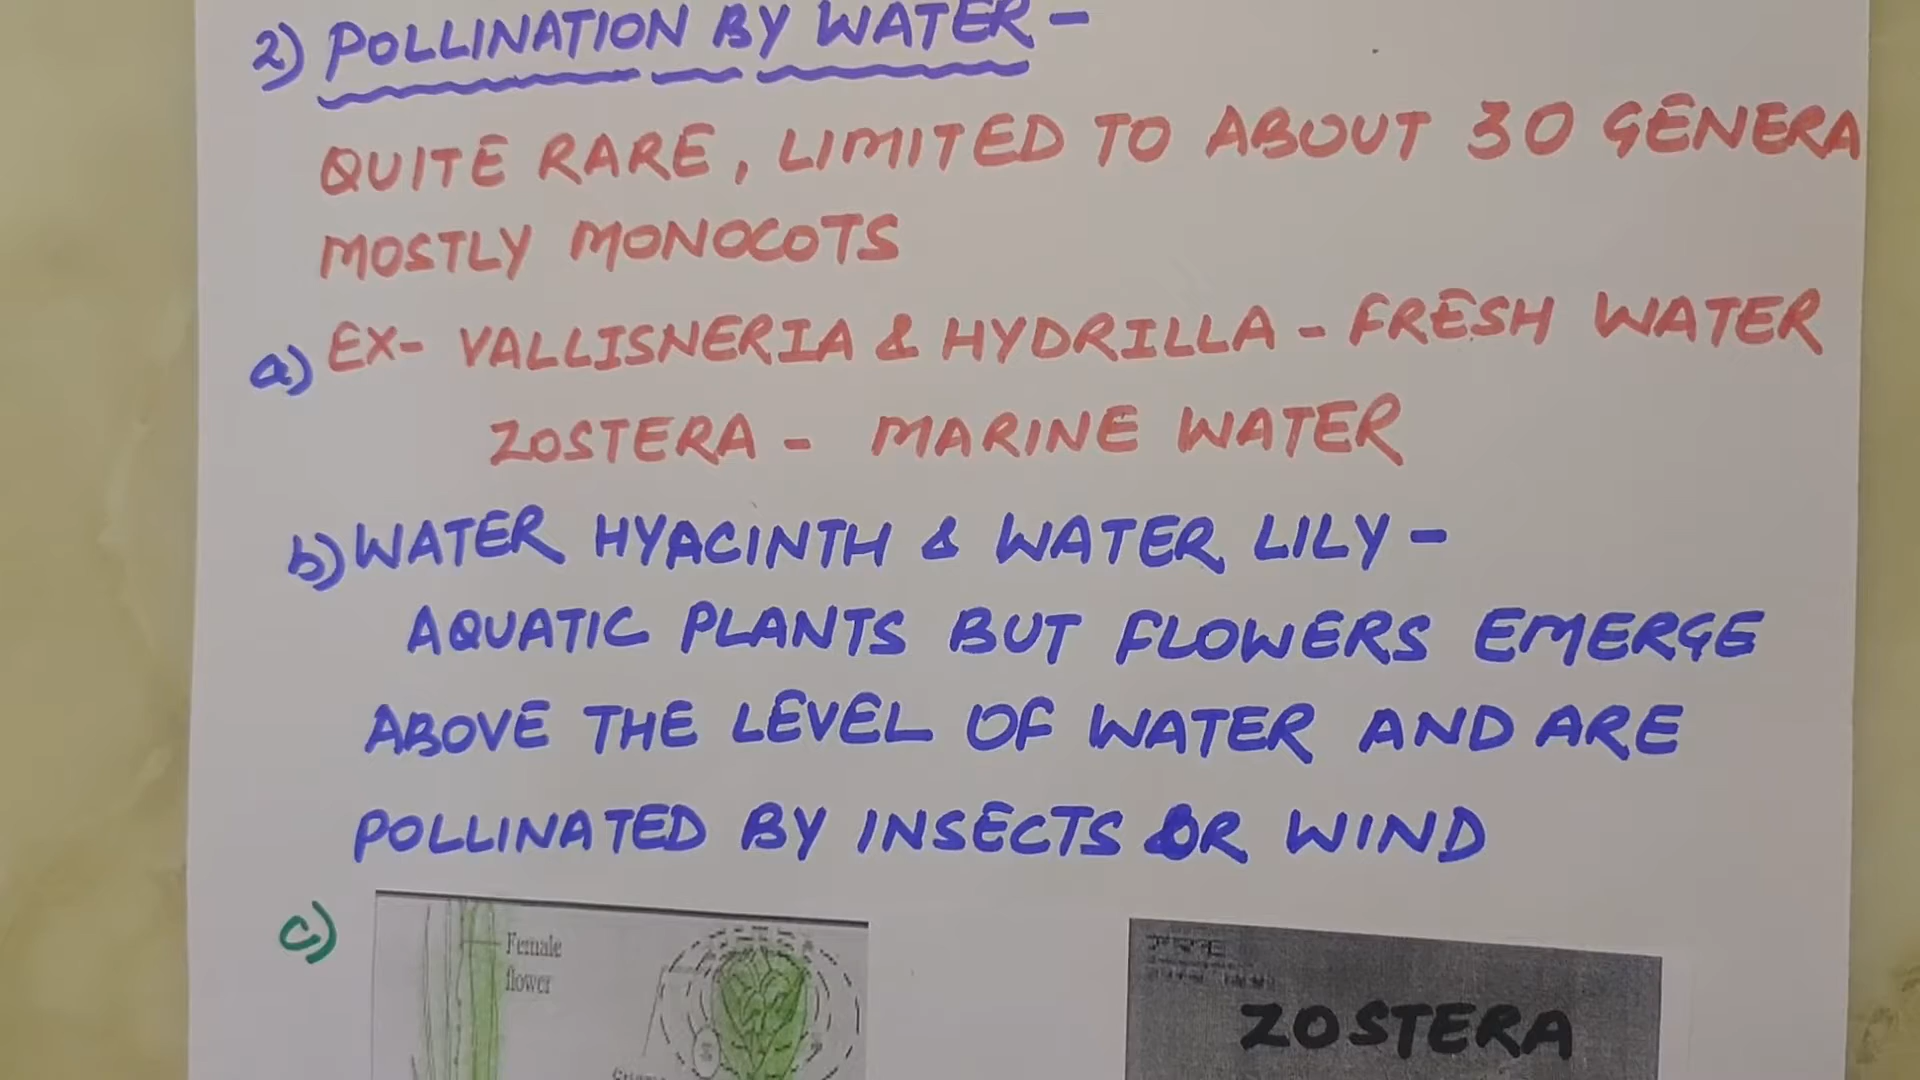 2) POLLINATION BY WATER -
QUITE RARE, LIMITED TO ABOUT 30 GENERA
MOSTLY MONOCOTS
a) EX- VALLISNERIA & HYDRILLA - FRESH WATER
ZOSTERA - MARINE WATER
b) WATER HYACINTH & WATER LILY -
AQUATIC PLANTS BUT FLOWERS EMERGE
ABOVE THE LEVEL OF WATER AND ARE
POLLINATED BY INSECTS OR WIND
c)
Female
flower
ZOSTERA